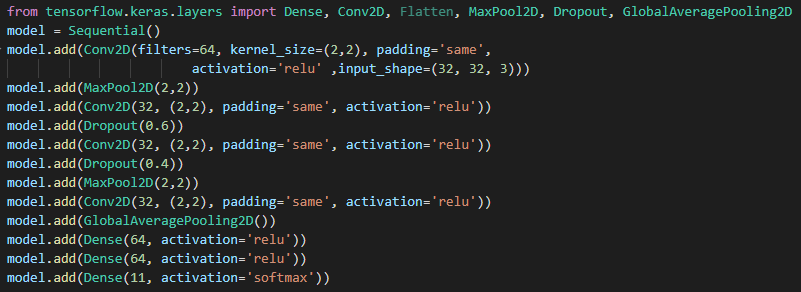 from tensorflow.keras.layers import Dense, Conv2D, Flatten, MaxPool2D, Dropout, GlobalAveragePooling2D
model = Sequential()
model.add(Conv2D(filters=64, kernel_size=(2,2), padding='same',
activation='relu' ,input_shape=(32, 32, 3)))
model.add(MaxPool2D(2,2))
model.add(Conv2D(32, (2,2), padding='same', activation='relu'))
model.add(Dropout(0.6))
model.add(Conv2D(32, (2,2), padding='same', activation='relu'))
model.add(Dropout(0.4))
model.add(MaxPool2D(2,2))
model.add(Conv2D(32, (2,2), padding='same', activation='relu'))
model.add(GlobalAveragePooling2D())
model.add(Dense(64, activation='relu'))
model.add(Dense(64, activation='relu'))
model.add(Dense(11, activation='softmax'))